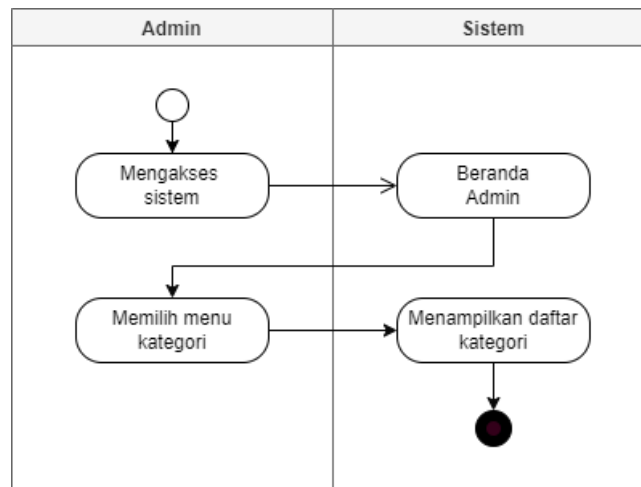 Admin
Sistem
Mengakses
sistem
Beranda
Admin
Memilih menu
kategori
Menampilkan daftar
kategori